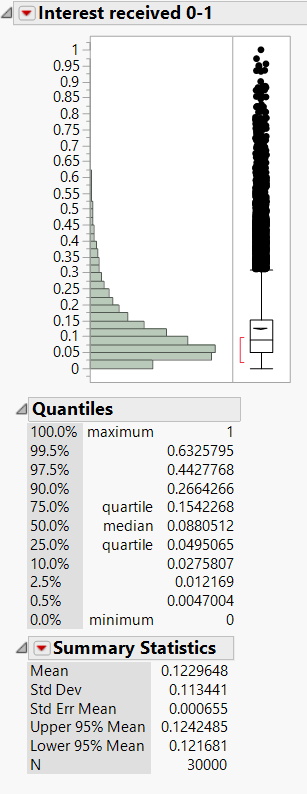 Interest received 0-1
1
0.95
0.9
0.85
0.8
0.75
0.7
0.65
0.6
0.55
0.5
0.45
0.4
0.35
0.3
0.25
0.2
0.15
0.1
0.05
0
Quantiles
100.0% maximum 1
99.5% 0.6325795
97.5% 0.4427768
90.0% 0.2664266
75.0% quartile 0.1542268
50.0% median 0.0880512
25.0% quartile 0.0495065
10.0% 0.0275807
2.5% 0.012169
0.5% 0.0047004
0.0% minimum 0
Summary Statistics
Mean 0.1229648
Std Dev 0.113441
Std Err Mean 0.000655
Upper 95% Mean 0.1242485
Lower 95% Mean 0.121681
N 30000